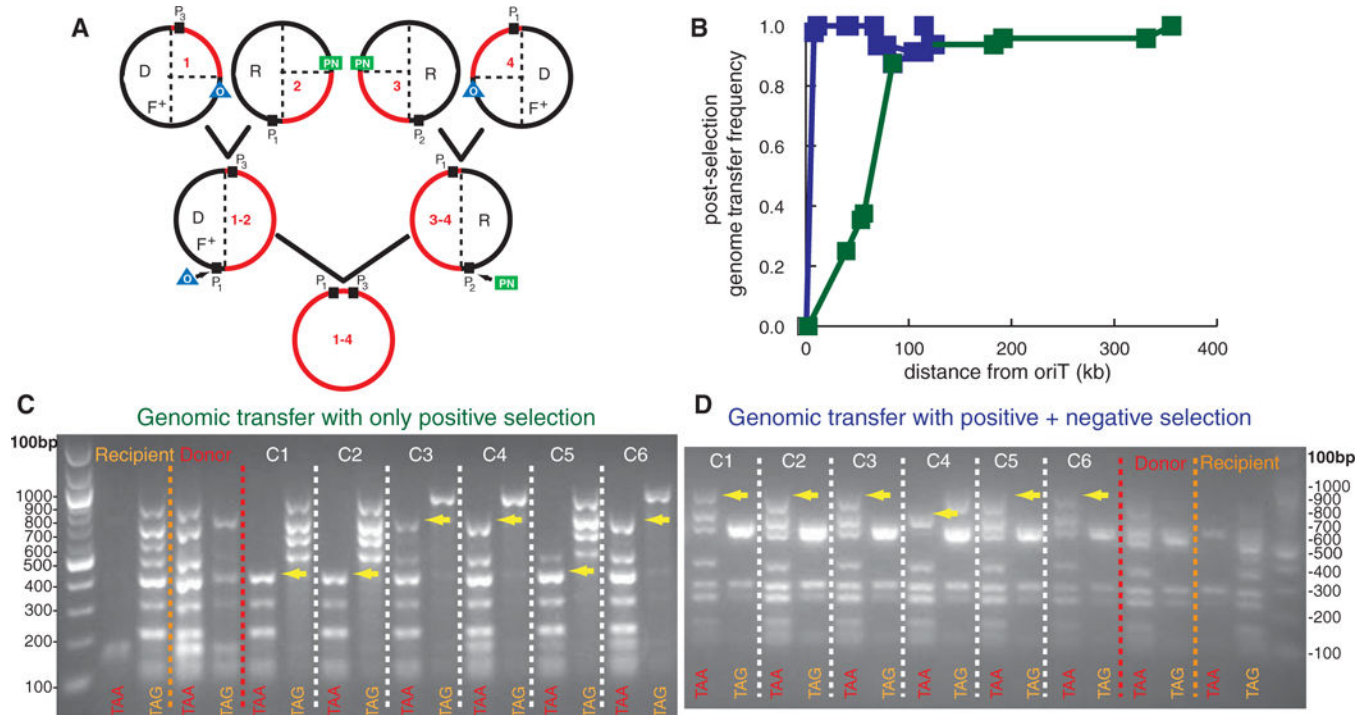 A
P3
P1
D
1
F+
O
R
2
PN
P1
PN
3
R
P2
4
D
F+
O
P3
D
1-2
F+
O
P1
P1
3-4
R
P2
PN
P1
P3
1-4
B
post-selection
genome transfer frequency
1.0
0.8
0.6
0.4
0.2
0.0
0
100
200
300
400
distance from oriT (kb)
C
Genomic transfer with only positive selection
100bp
Recipient
Donor
C1
C2
C3
C4
C5
C6
1000
900
800
700
600
500
400
300
200
100
TAA
TAG
TAA
TAG
TAA
TAG
TAA
TAG
TAA
TAG
TAA
TAG
TAA
TAG
TAA
TAG
D
Genomic transfer with positive + negative selection
C1
C2
C3
C4
C5
C6
Donor
Recipient
100bp
-1000
-900
-800
-700
-600
-500
-400
-300
-200
-100
TAA
TAG
TAA
TAG
TAA
TAG
TAA
TAG
TAA
TAG
TAA
TAG
TAA
TAG
TAA
TAG